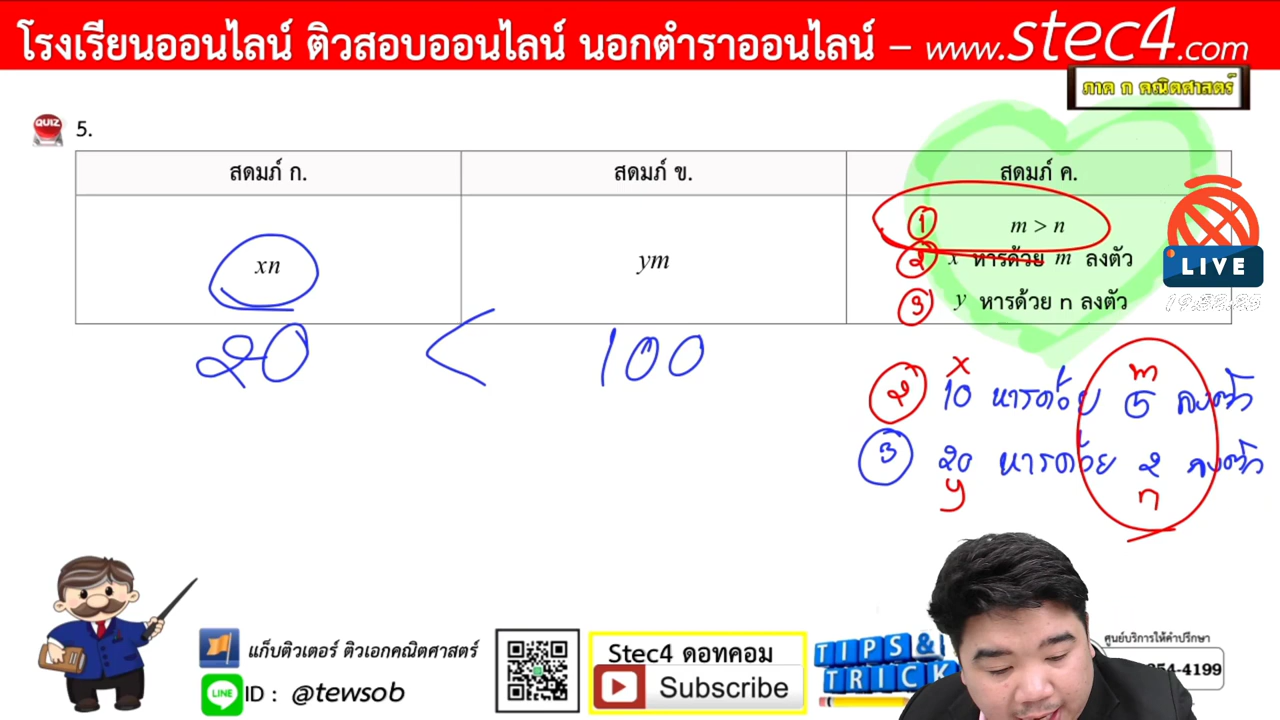 โรงเรียนออนไลน์ ติวสอบออนไลน์ นอกตำราออนไลน์ – www.stec4.com
ภาค ก คณิตศาสตร์
QUIZ 5.
สดมภ์ ก. สดมภ์ ข. สดมภ์ ค.
xn ym ① m > n
② x หารด้วย m ลงตัว
③ y หารด้วย n ลงตัว
LIVE
20 < 100
x m
② 10 หารด้วย 5 ลงตัว
③ 20 หารด้วย 2 ลงตัว
y n
แก็บติวเตอร์ ติวเอกคณิตศาสตร์
LINE ID : @tewsob
Stec4 ดอทคอม
Subscribe
TIPS &
TRICK
ศูนย์บริการให้คำปรึกษา
254-4199